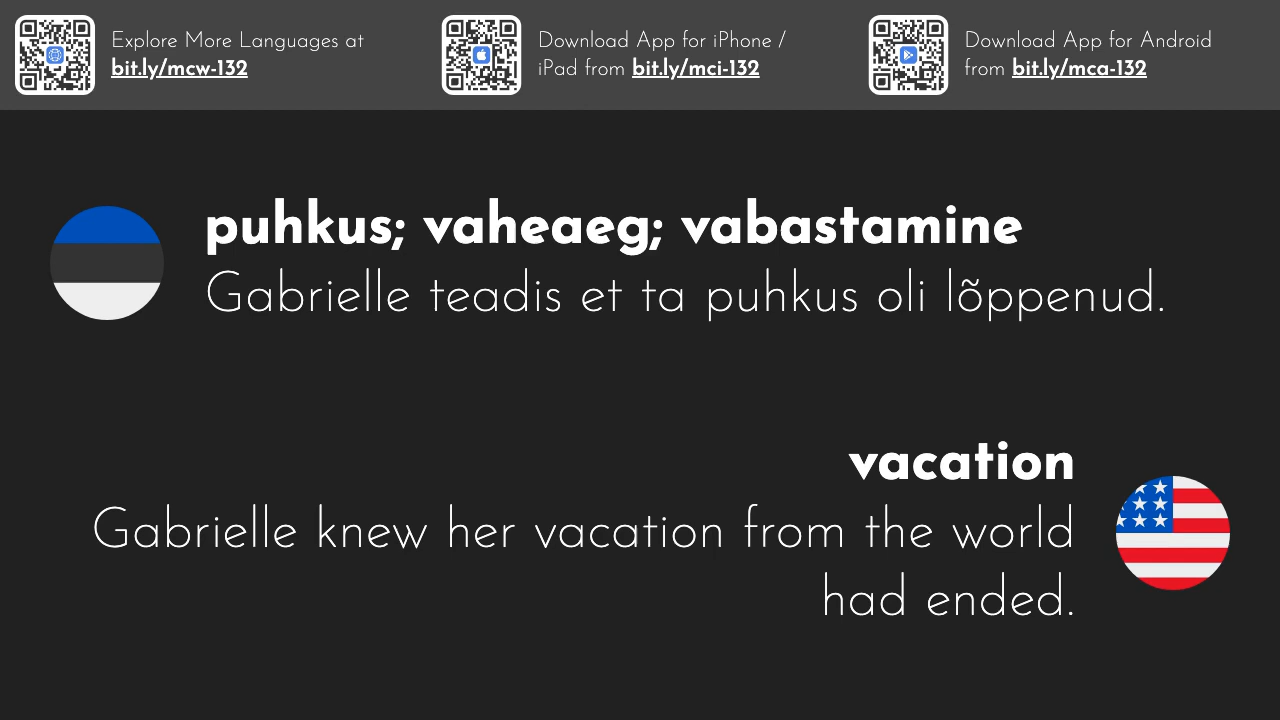 Explore More Languages at
bit.ly/mcw-132
Download App for iPhone /
iPad from bit.ly/mci-132
Download App for Android
from bit.ly/mca-132
puhkus; vaheaeg; vabastamine
Gabrielle teadis et ta puhkus oli lõppenud.
vacation
Gabrielle knew her vacation from the world
had ended.